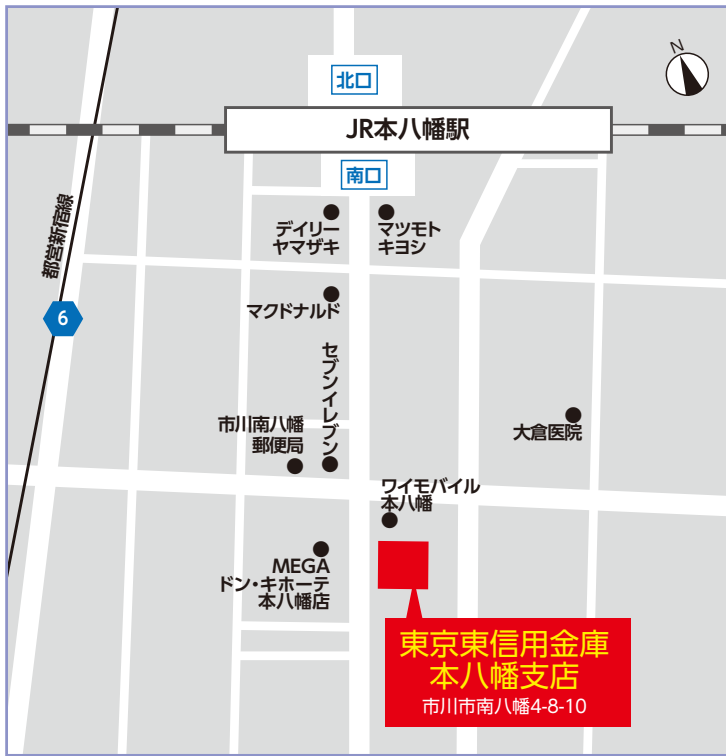 北口
N
JR本八幡駅
南口
デイリー
ヤマザキ
マツモト
キヨシ
都営新宿線
6
マクドナルド
セブンイレブン
市川南八幡
郵便局
大倉医院
ワイモバイル
本八幡
MEGA
ドン・キホーテ
本八幡店
東京東信用金庫
本八幡支店
市川市南八幡4-8-10